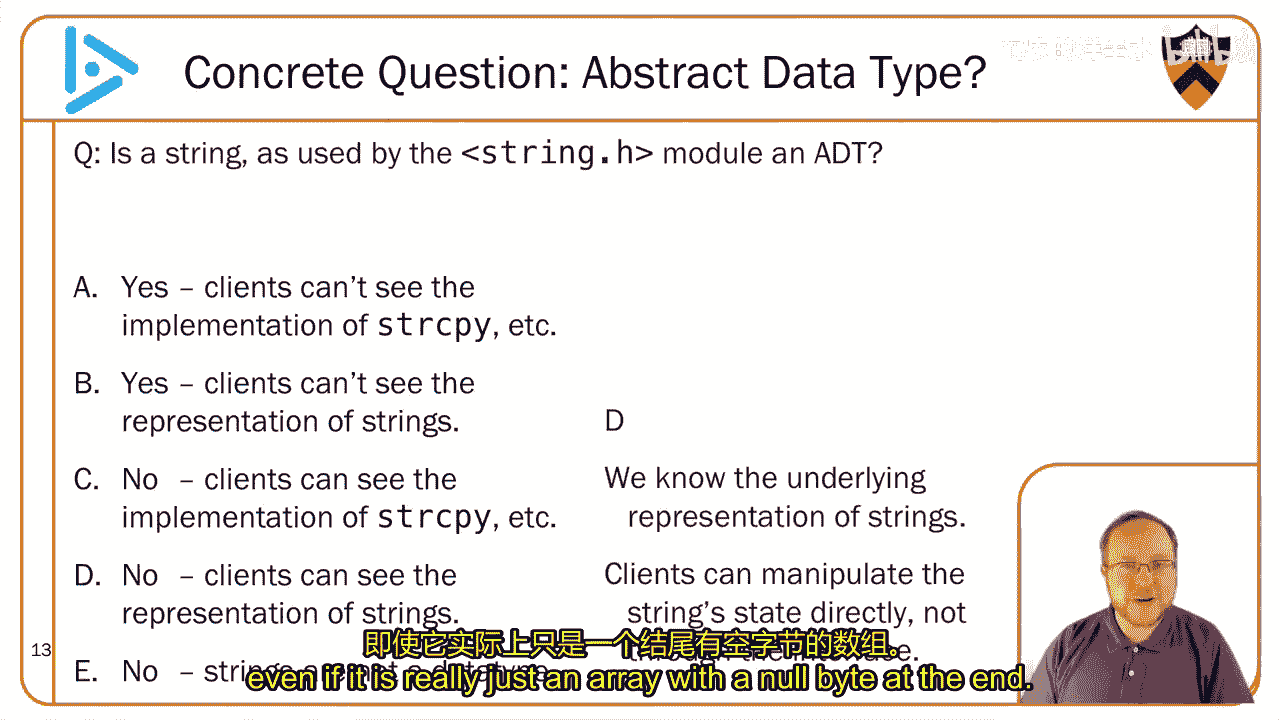 Concrete Question: Abstract Data Type?
Q: Is a string, as used by the <string.h> module an ADT?
A. Yes – clients can't see the
implementation of strcpy, etc.
B. Yes – clients can't see the
representation of strings.
C. No – clients can see the
implementation of strcpy, etc.
D. No – clients can see the
representation of strings.
E. No – strings
D
We know the underlying
representation of strings.
Clients can manipulate the
string's state directly, not
13
即使它实际上只是一个结尾有空字节的数组。
even if it is really just an array with a null byte at the end.